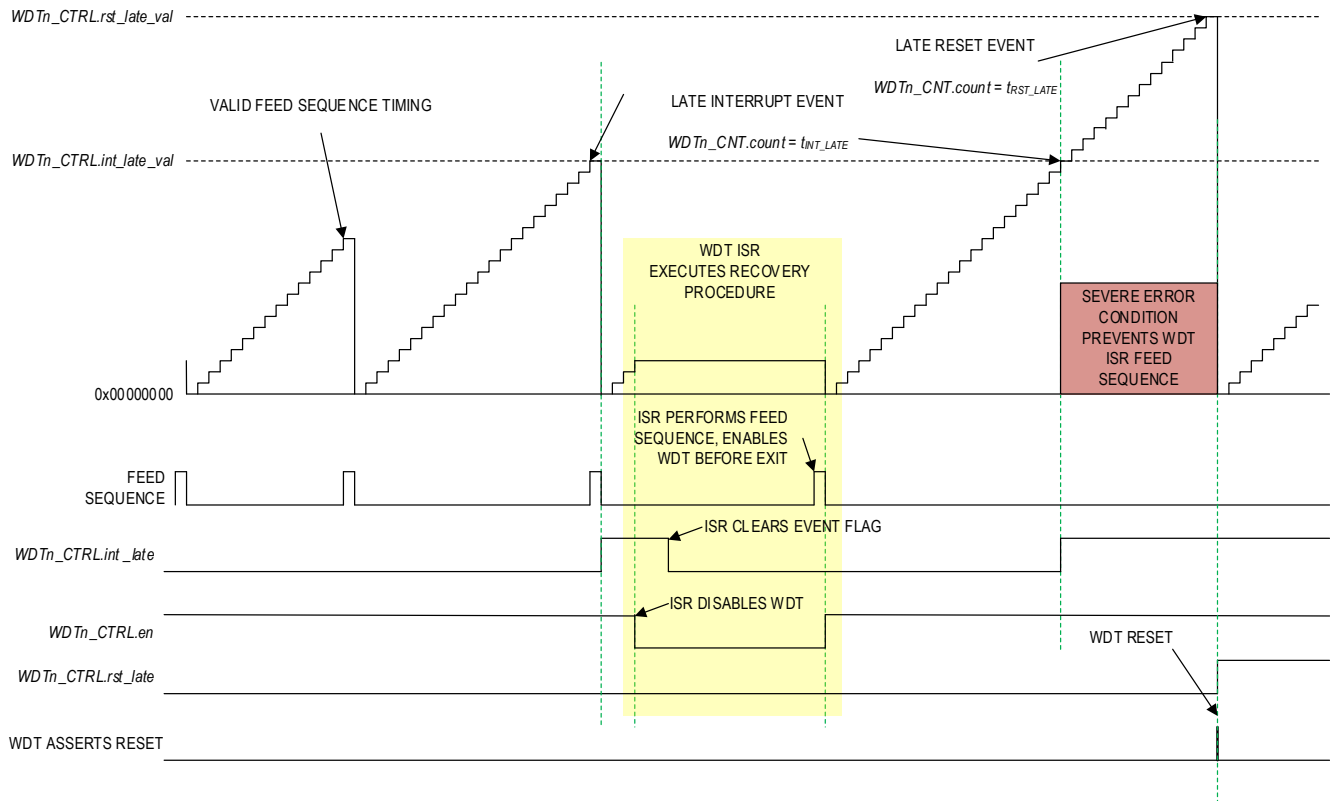 WDTn_CTRL.rst_late_val
LATE RESET EVENT
WDTn_CNT.count = tRST_LATE
VALID FEED SEQUENCE TIMING
LATE INTERRUPT EVENT
WDTn_CNT.count = tINT_LATE
WDTn_CTRL.int_late_val
WDT ISR
EXECUTES RECOVERY
PROCEDURE
SEVERE ERROR
CONDITION
PREVENTS WDT
ISR FEED
SEQUENCE
0x00000000
ISR PERFORMS FEED
SEQUENCE, ENABLES
WDT BEFORE EXIT
FEED
SEQUENCE
ISR CLEARS EVENT FLAG
WDTn_CTRL.int_late
ISR DISABLES WDT
WDTn_CTRL.en
WDT RESET
WDTn_CTRL.rst_late
WDT ASSERTS RESET